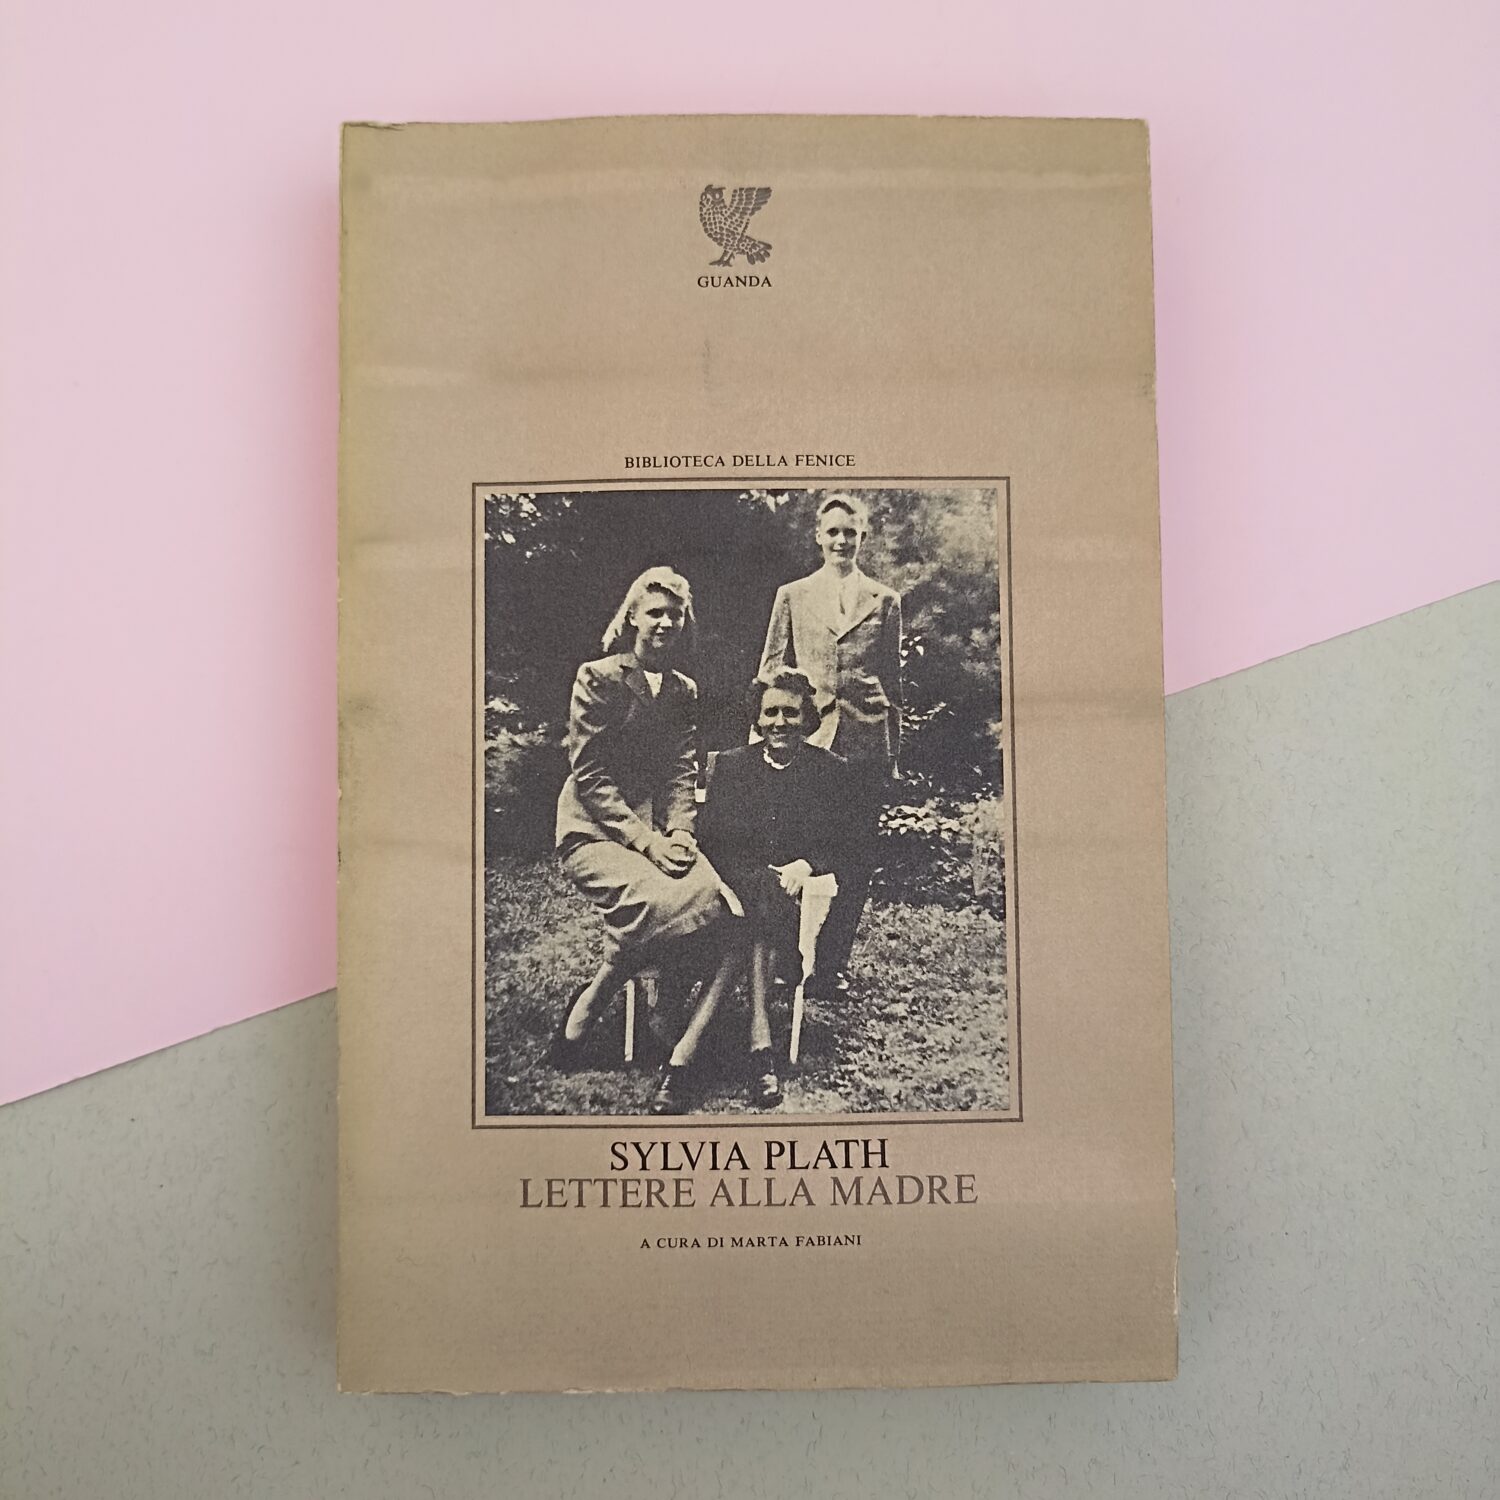 GUANDA
BIBLIOTECA DELLA FENICE
SYLVIA PLATH
LETTERE ALLA MADRE
A CURA DI MARTA FABIANI